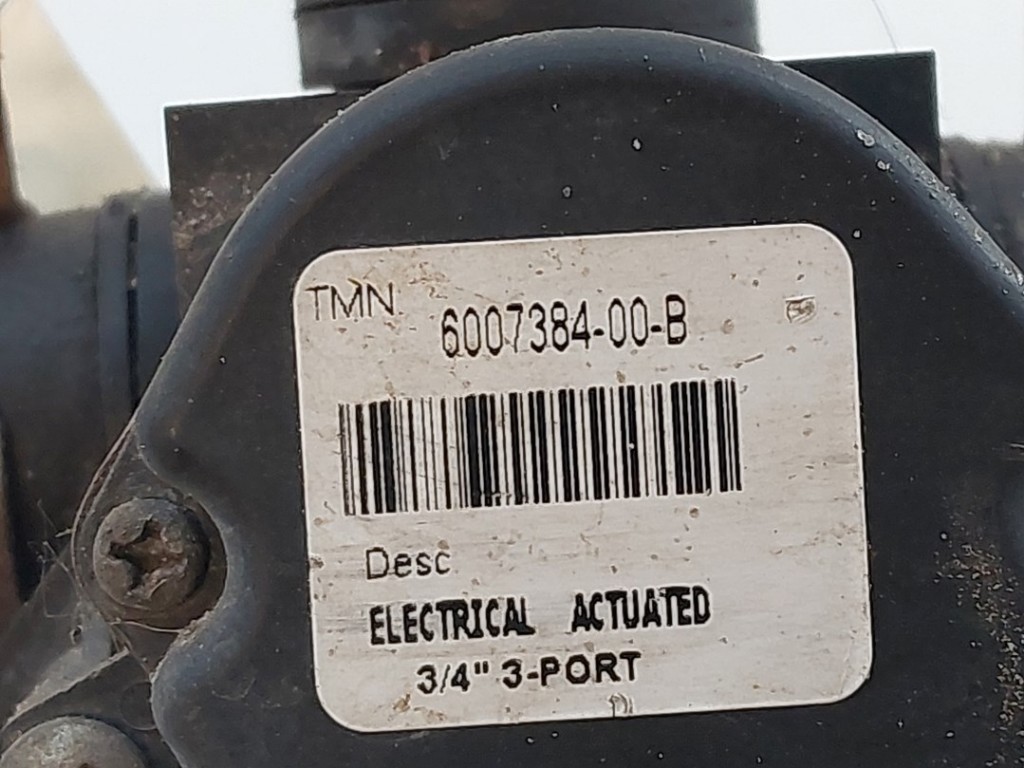 TMN 6007384-00-B
Desc
ELECTRICAL ACTUATED
3/4" 3-PORT